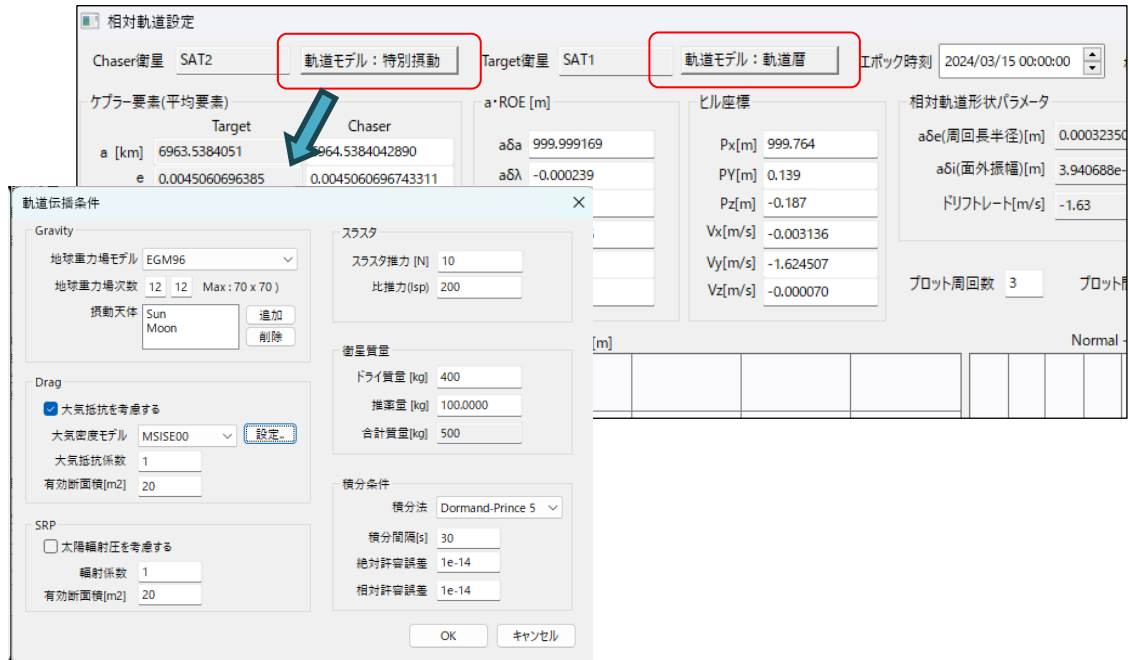 相対軌道設定
Chaser衛星 SAT2 軌道モデル：特別摂動 Target衛星 SAT1 軌道モデル：軌道暦 エポック時刻 2024/03/15 00:00:00
ケプラー要素(平均要素)
Target Chaser
a [km] 6963.5384051 6964.5384042890
e 0.0045060696385 0.0045060696743311
a・ROE [m]
aδa 999.999169
aδλ -0.000239
ヒル座標
Px[m] 999.764
PY[m] 0.139
Pz[m] -0.187
Vx[m/s] -0.003136
Vy[m/s] -1.624507
Vz[m/s] -0.000070
相対軌道形状パラメータ
aδe(周回長半径)[m] 0.00032350
aδi(面外振幅)[m] 3.940688e-
ドリフトレート[m/s] -1.63
プロット周回数 3 プロット
[m]
Normal -
軌道伝播条件
Gravity
地球重力場モデル EGM96
地球重力場次数 12 12 Max : 70 x 70 )
摂動天体 Sun
Moon
追加
削除
Drag
大気抵抗を考慮する
大気密度モデル MSISE00 設定..
大気抵抗係数 1
有効断面積[m2] 20
SRP
太陽輻射圧を考慮する
輻射係数 1
有効断面積[m2] 20
スラスタ
スラスタ推力 [N] 10
比推力(Isp) 200
衛星質量
ドライ質量 [kg] 400
推薬量 [kg] 100.0000
合計質量[kg] 500
積分条件
積分法 Dormand-Prince 5
積分間隔[s] 30
絶対許容誤差 1e-14
相対許容誤差 1e-14
OK キャンセル